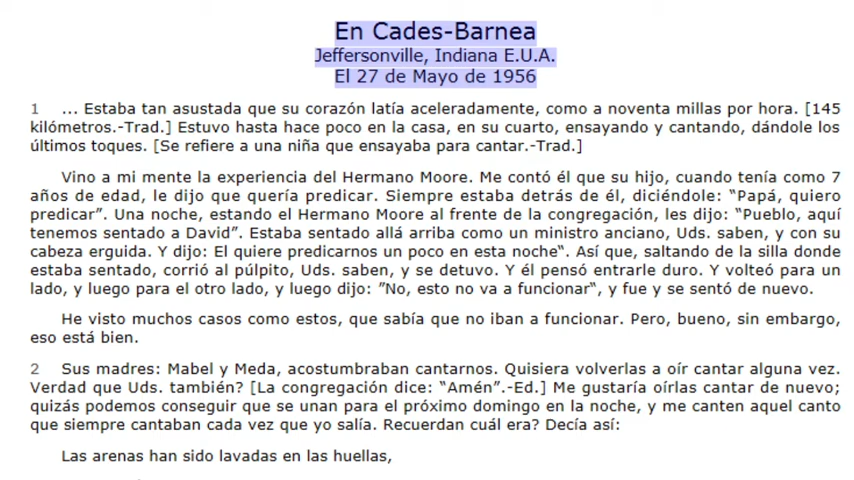 En Cades-Barnea
Jeffersonville, Indiana E.U.A.
El 27 de Mayo de 1956
1 ... Estaba tan asustada que su corazón latía aceleradamente, como a noventa millas por hora. [145
kilómetros.-Trad.] Estuvo hasta hace poco en la casa, en su cuarto, ensayando y cantando, dándole los
últimos toques. [Se refiere a una niña que ensayaba para cantar.-Trad.]
Vino a mi mente la experiencia del Hermano Moore. Me contó él que su hijo, cuando tenía como 7
años de edad, le dijo que quería predicar. Siempre estaba detrás de él, diciéndole: “Papá, quiero
predicar”. Una noche, estando el Hermano Moore al frente de la congregación, les dijo: “Pueblo, aquí
tenemos sentado a David”. Estaba sentado allá arriba como un ministro anciano, Uds. saben, y con su
cabeza erguida. Y dijo: El quiere predicarnos un poco en esta noche“. Así que, saltando de la silla donde
estaba sentado, corrió al púlpito, Uds. saben, y se detuvo. Y él pensó entrarle duro. Y volteó para un
lado, y luego para el otro lado, y luego dijo: ”No, esto no va a funcionar“, y fue y se sentó de nuevo.
He visto muchos casos como estos, que sabía que no iban a funcionar. Pero, bueno, sin embargo,
eso está bien.
2 Sus madres: Mabel y Meda, acostumbraban cantarnos. Quisiera volverlas a oír cantar alguna vez.
Verdad que Uds. también? [La congregación dice: “Amén”.-Ed.] Me gustaría oírlas cantar de nuevo;
quizás podemos conseguir que se unan para el próximo domingo en la noche, y me canten aquel canto
que siempre cantaban cada vez que yo salía. Recuerdan cuál era? Decía así:
Las arenas han sido lavadas en las huellas,